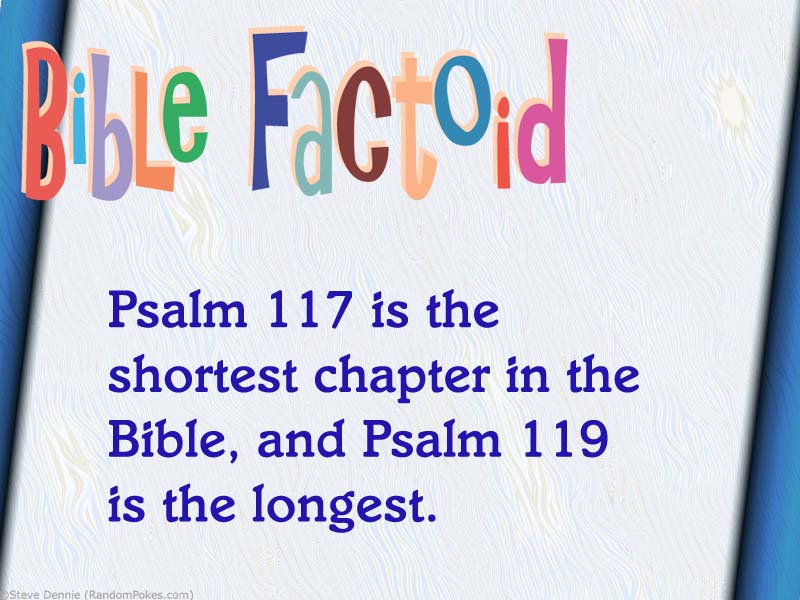 Bible Factoid
Psalm 117 is the
shortest chapter in the
Bible, and Psalm 119
is the longest.
©Steve Dennie (RandomPokes.com)